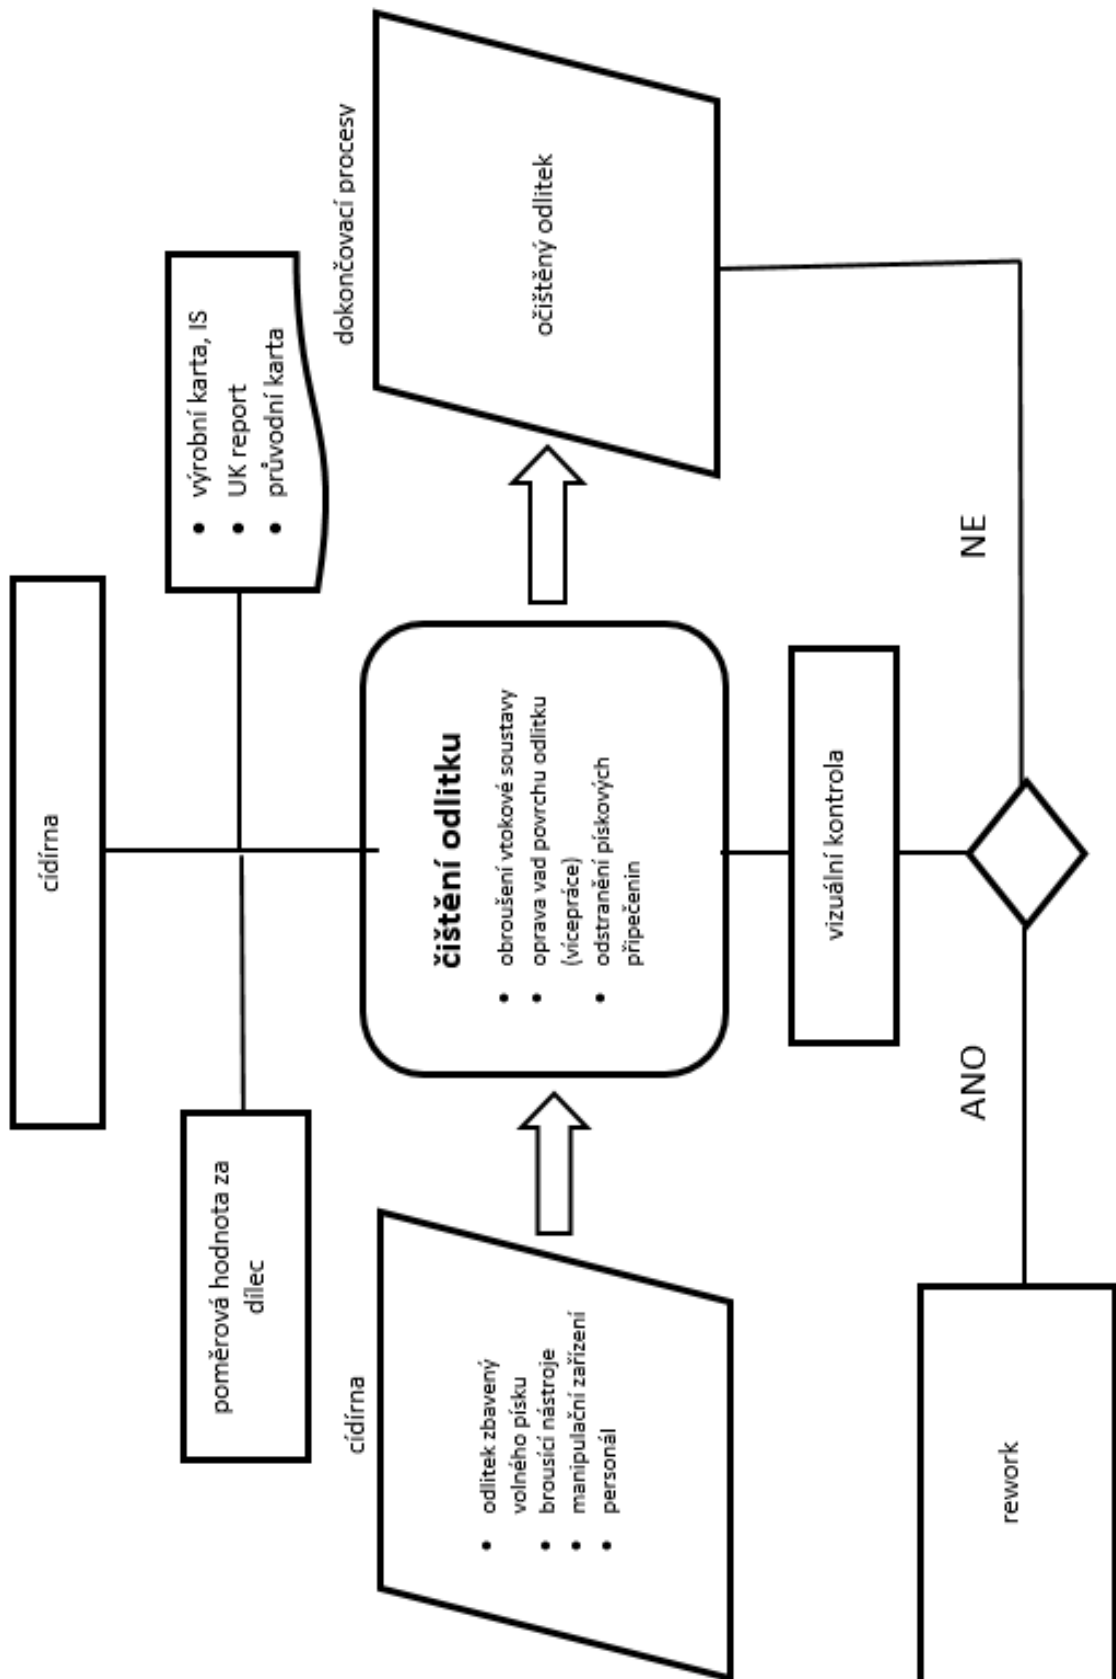 cídírna
poměrová hodnota za
dílec
výrobní karta, IS
UK report
průvodní karta
cídírna
odlitek zbavený
volného písku
brousící nástroje
manipulační zařízení
personál
čištění odlitku
obroušení vtokové soustavy
oprava vad povrchu odlitku
(vícepráce)
odstranění pískových
připečenin
dokončovací procesy
očištěný odlitek
vizuální kontrola
ANO
NE
rework